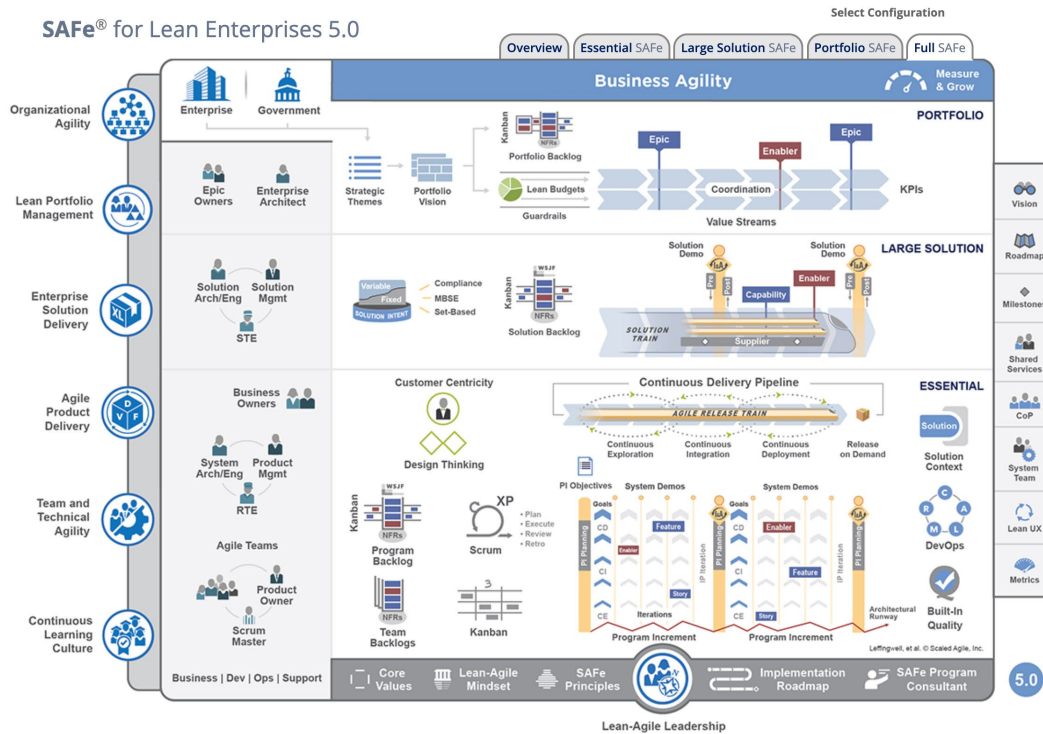 SAFe® for Lean Enterprises 5.0
Select Configuration
Overview
Essential SAFe
Large Solution SAFe
Portfolio SAFe
Full SAFe
Organizational
Agility
Lean Portfolio
Management
Enterprise
Solution
Delivery
XL
Agile
Product
Delivery
D
V
F
Team and
Technical
Agility
Continuous
Learning
Culture
Enterprise
Government
Business Agility
Measure
& Grow
PORTFOLIO
Epic
Owners
Enterprise
Architect
Strategic
Themes
Portfolio
Vision
Kanban
NFRs
Portfolio Backlog
Lean Budgets
Guardrails
Epic
Enabler
Epic
Coordination
Value Streams
KPIs
LARGE SOLUTION
Solution
Arch/Eng
Solution
Mgmt
STE
Variable
Fixed
SOLUTION INTENT
Compliance
MBSE
Set-Based
Kanban
WSJF
NFRs
Solution Backlog
Solution
Demo
I&A
Pre
Post
Capability
Enabler
Solution
Demo
I&A
Pre
Post
SOLUTION
TRAIN
Supplier
ESSENTIAL
Business
Owners
System
Arch/Eng
Product
Mgmt
RTE
Agile Teams
Product
Owner
Scrum
Master
Business | Dev | Ops | Support
Customer Centricity
Design Thinking
Kanban
WSJF
NFRs
Program
Backlog
XP
• Plan
• Execute
• Review
• Retro
Scrum
NFRs
Team
Backlogs
3
Kanban
Continuous Delivery Pipeline
AGILE RELEASE TRAIN
Continuous
Exploration
Continuous
Integration
Continuous
Deployment
Release
on Demand
PI Objectives
System Demos
System Demos
PI Planning
Goals
CD
CI
CE
Feature
Enabler
Story
Iterations
IP Iteration
I&A
PI Planning
Goals
CD
CI
CE
Enabler
Feature
Story
IP Iteration
I&A
PI Planning
Program Increment
Program Increment
Architectural
Runway
Solution
Solution
Context
C
A
L
M
R
DevOps
Built-In
Quality
Leffingwell, et al. © Scaled Agile, Inc.
Vision
Roadmap
Milestones
Shared
Services
CoP
System
Team
Lean UX
Metrics
Core
Values
Lean-Agile
Mindset
SAFe
Principles
Implementation
Roadmap
SAFe Program
Consultant
5.0
Lean-Agile Leadership